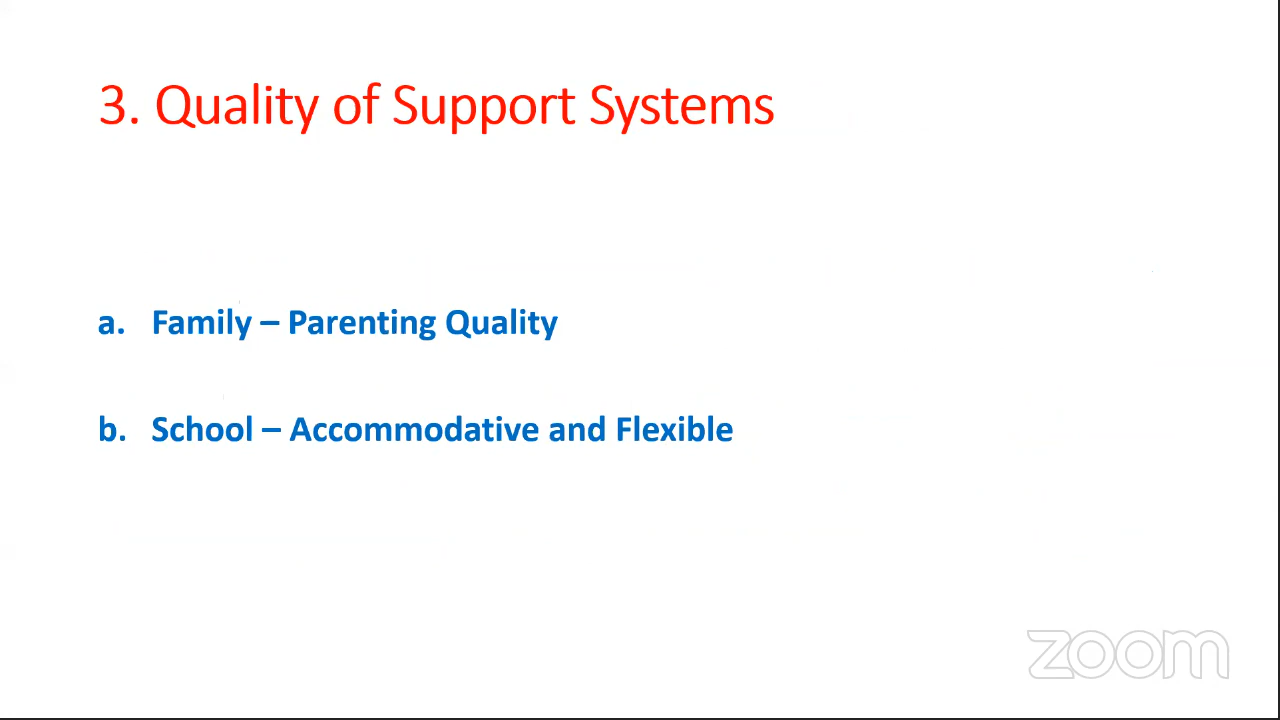 3. Quality of Support Systems
a. Family – Parenting Quality
b. School – Accommodative and Flexible
zoom